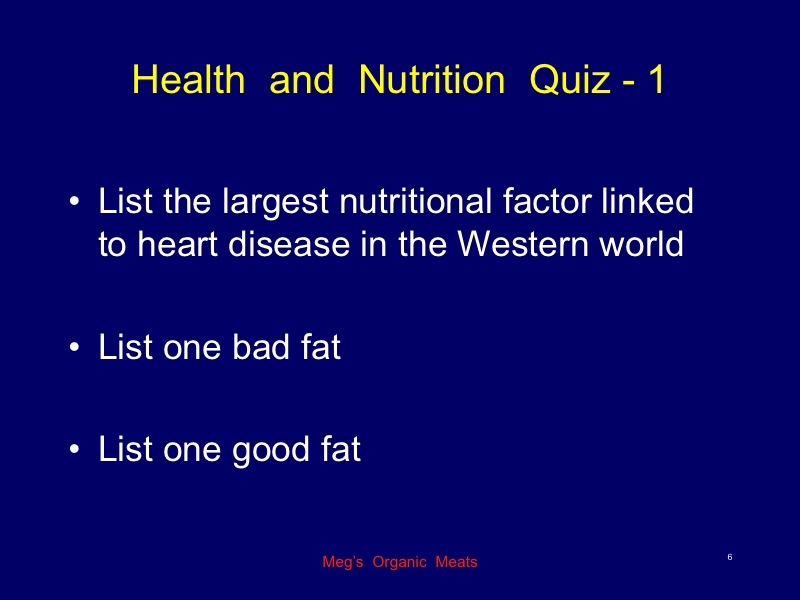 Health and Nutrition Quiz - 1
• List the largest nutritional factor linked
to heart disease in the Western world
• List one bad fat
• List one good fat
Meg's Organic Meats
6